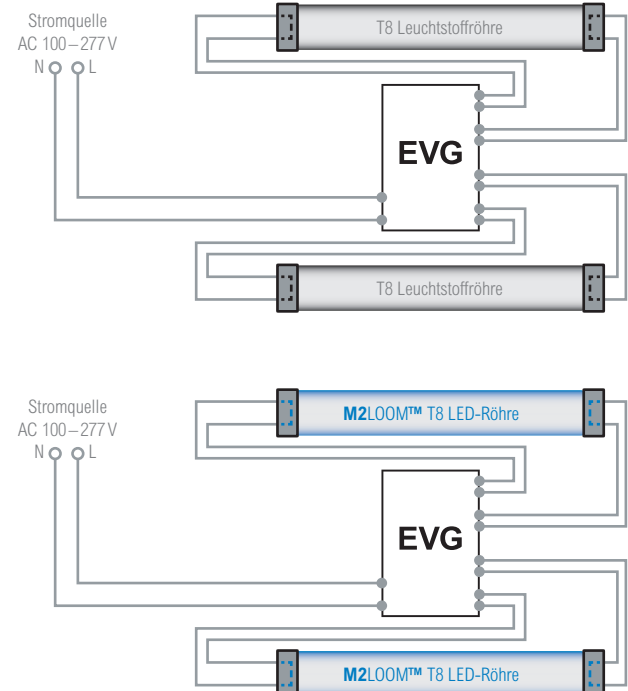 Stromquelle
AC 100–277 V
N L
T8 Leuchtstoffröhre
EVG
T8 Leuchtstoffröhre
Stromquelle
AC 100–277 V
N L
M2LOOM™ T8 LED-Röhre
EVG
M2LOOM™ T8 LED-Röhre